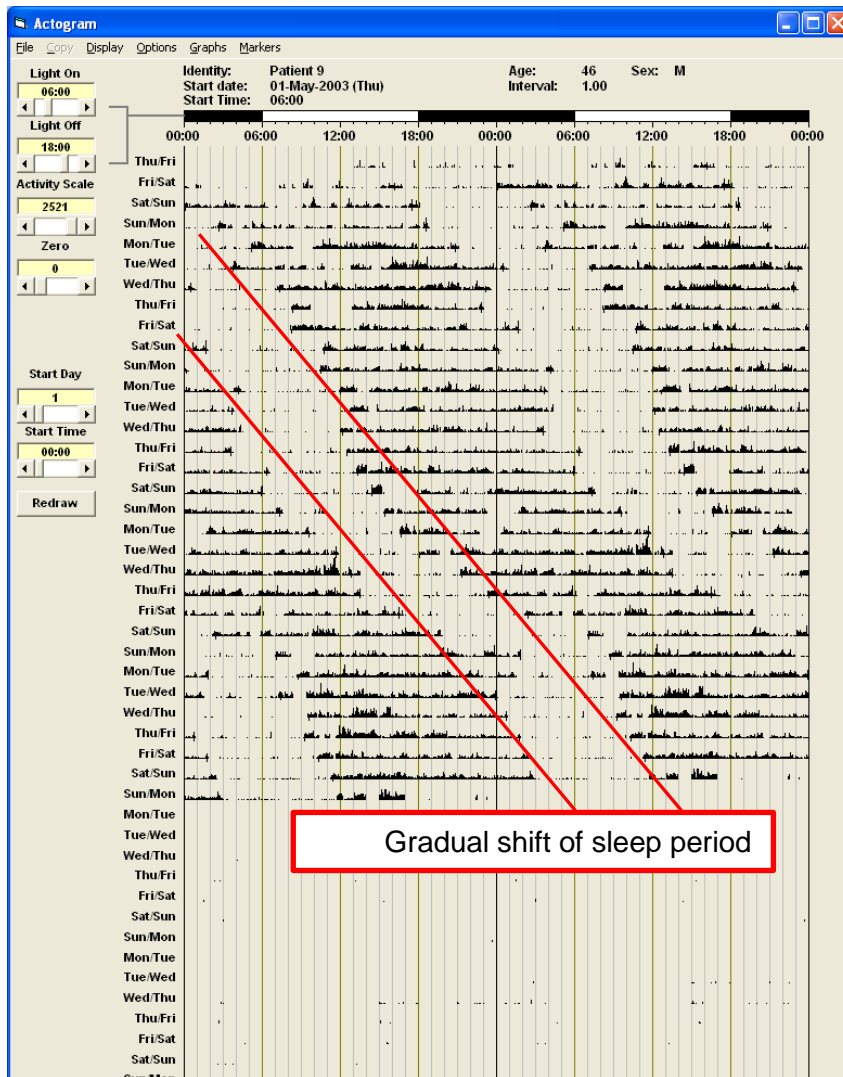 Actogram
File Copy Display Options Graphs Markers
Light On
06:00
Light Off
18:00
Activity Scale
2521
Zero
0
Start Day
1
Start Time
00:00
Redraw
Identity: Patient 9 Age: 46 Sex: M
Start date: 01-May-2003 (Thu) Interval: 1.00
Start Time: 06:00
00:00 06:00 12:00 18:00 00:00 06:00 12:00 18:00 00:00
Thu/Fri
Fri/Sat
Sat/Sun
Sun/Mon
Mon/Tue
Tue/Wed
Wed/Thu
Thu/Fri
Fri/Sat
Sat/Sun
Sun/Mon
Mon/Tue
Tue/Wed
Wed/Thu
Thu/Fri
Fri/Sat
Sat/Sun
Sun/Mon
Mon/Tue
Tue/Wed
Wed/Thu
Thu/Fri
Fri/Sat
Sat/Sun
Sun/Mon
Mon/Tue
Tue/Wed
Wed/Thu
Thu/Fri
Fri/Sat
Sat/Sun
Sun/Mon
Mon/Tue
Tue/Wed
Wed/Thu
Thu/Fri
Fri/Sat
Sat/Sun
Sun/Mon
Mon/Tue
Tue/Wed
Wed/Thu
Thu/Fri
Fri/Sat
Sat/Sun
Gradual shift of sleep period